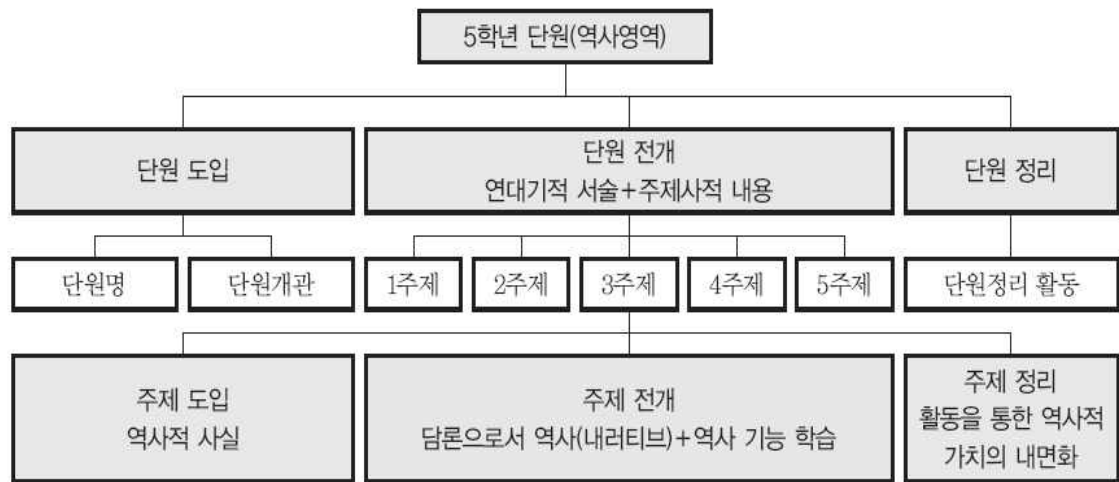 5학년 단원(역사영역)
단원 도입
단원 전개
연대기적 서술+주제사적 내용
단원 정리
단원명
단원개관
1주제
2주제
3주제
4주제
5주제
단원정리 활동
주제 도입
역사적 사실
주제 전개
담론으로서 역사(내러티브)+역사 기능 학습
주제 정리
활동을 통한 역사적
가치의 내면화